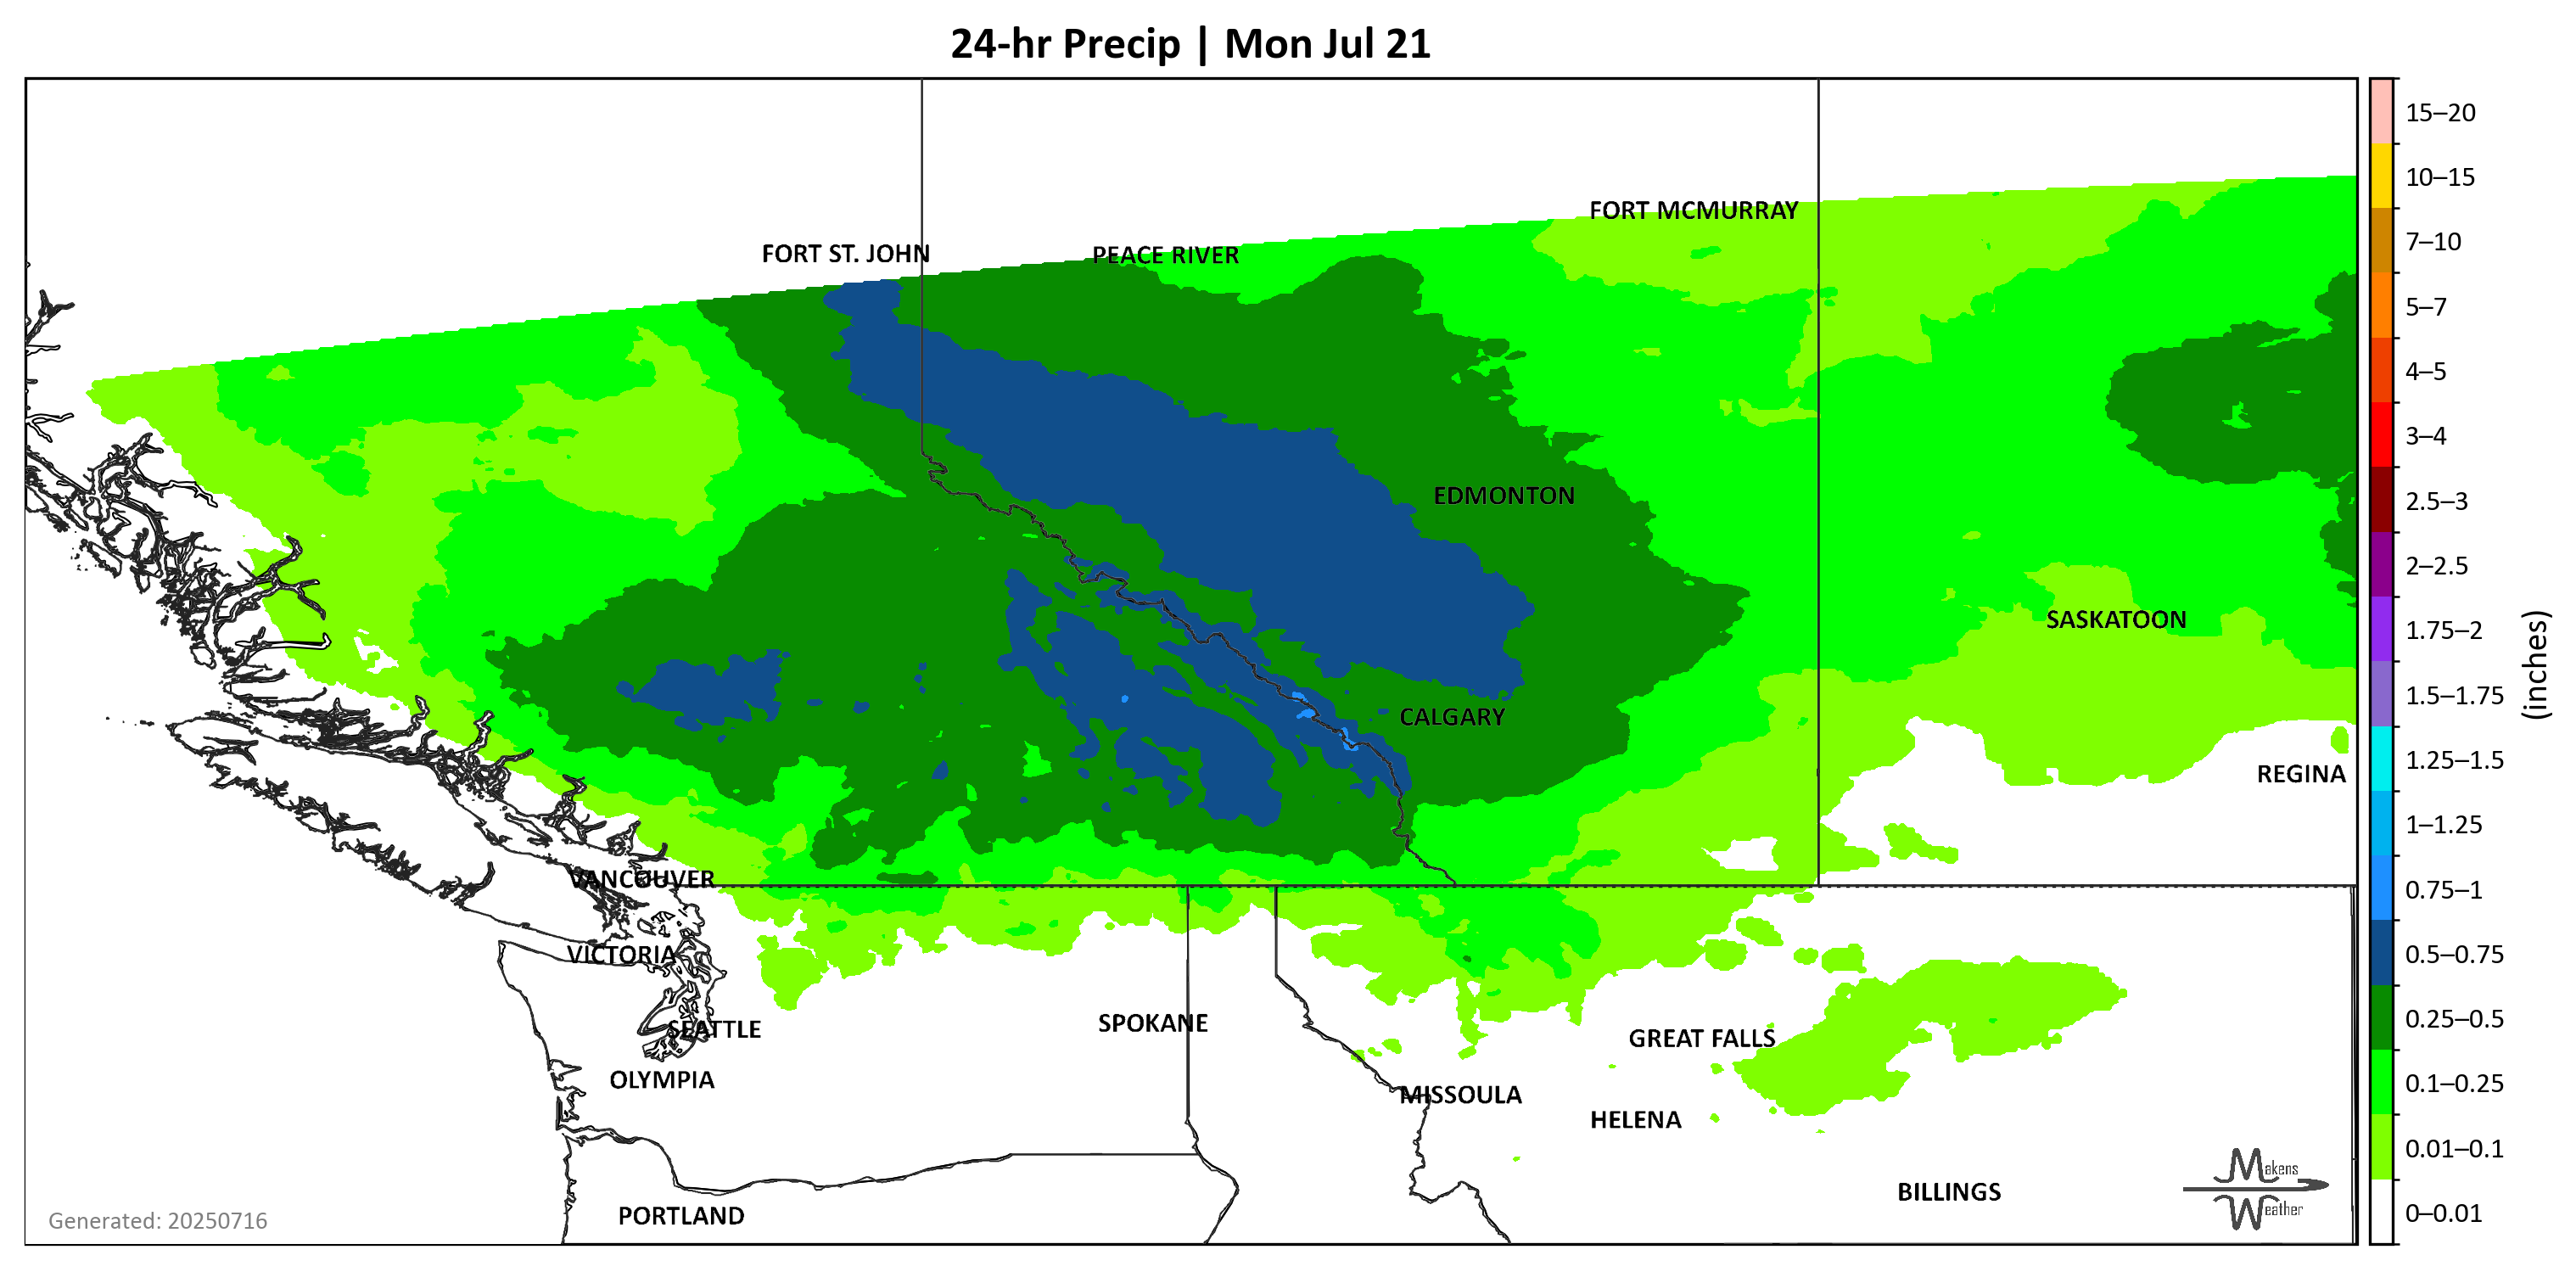 24-hr Precip | Mon Jul 21
FORT MCMURRAY
FORT ST. JOHN
PEACE RIVER
EDMONTON
SASKATOON
CALGARY
REGINA
VANCOUVER
VICTORIA
SPOKANE
SEATTLE
GREAT FALLS
OLYMPIA
MISSOULA
HELENA
BILLINGS
PORTLAND
Generated: 20250716
Makens
Weather
15–20
10–15
7–10
5–7
4–5
3–4
2.5–3
2–2.5
1.75–2
1.5–1.75
1.25–1.5
1–1.25
0.75–1
0.5–0.75
0.25–0.5
0.1–0.25
0.01–0.1
0–0.01
(inches)